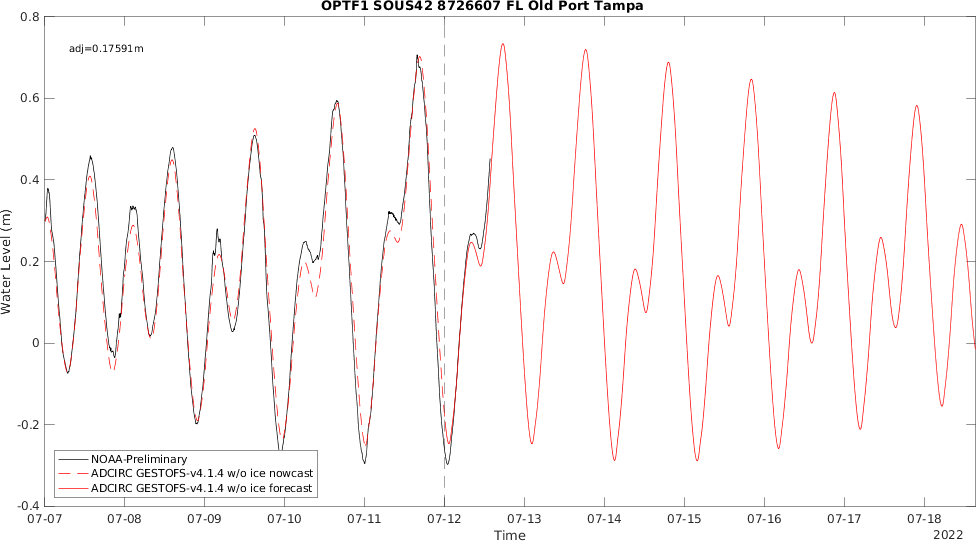 OPTF1 SOUS42 8726607 FL Old Port Tampa
adj=0.17591m
Water Level (m)
0.8
0.6
0.4
0.2
0
-0.2
-0.4
NOAA-Preliminary
ADCIRC GESTOFS-v4.1.4 w/o ice nowcast
ADCIRC GESTOFS-v4.1.4 w/o ice forecast
07-07 07-08 07-09 07-10 07-11 07-12 07-13 07-14 07-15 07-16 07-17 07-18
Time
2022